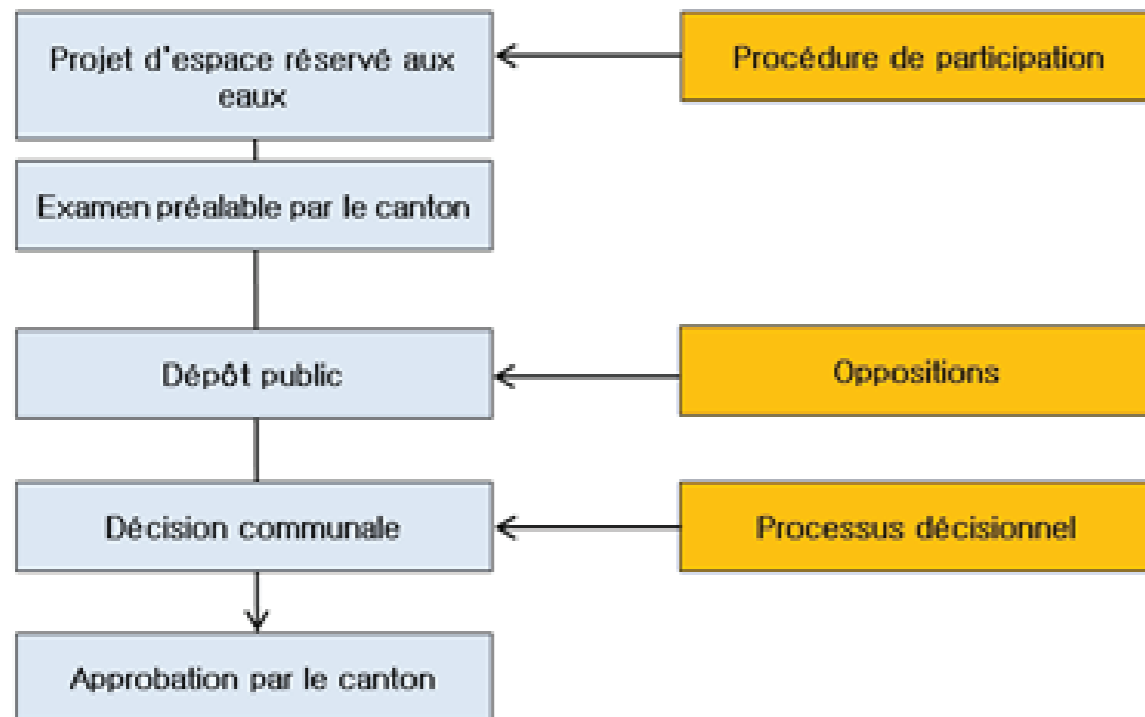 Projet d'espace réservé aux
eaux
Procédure de participation
Examen préalable par le canton
Dépôt public
Oppositions
Décision communale
Processus décisionnel
Approbation par le canton